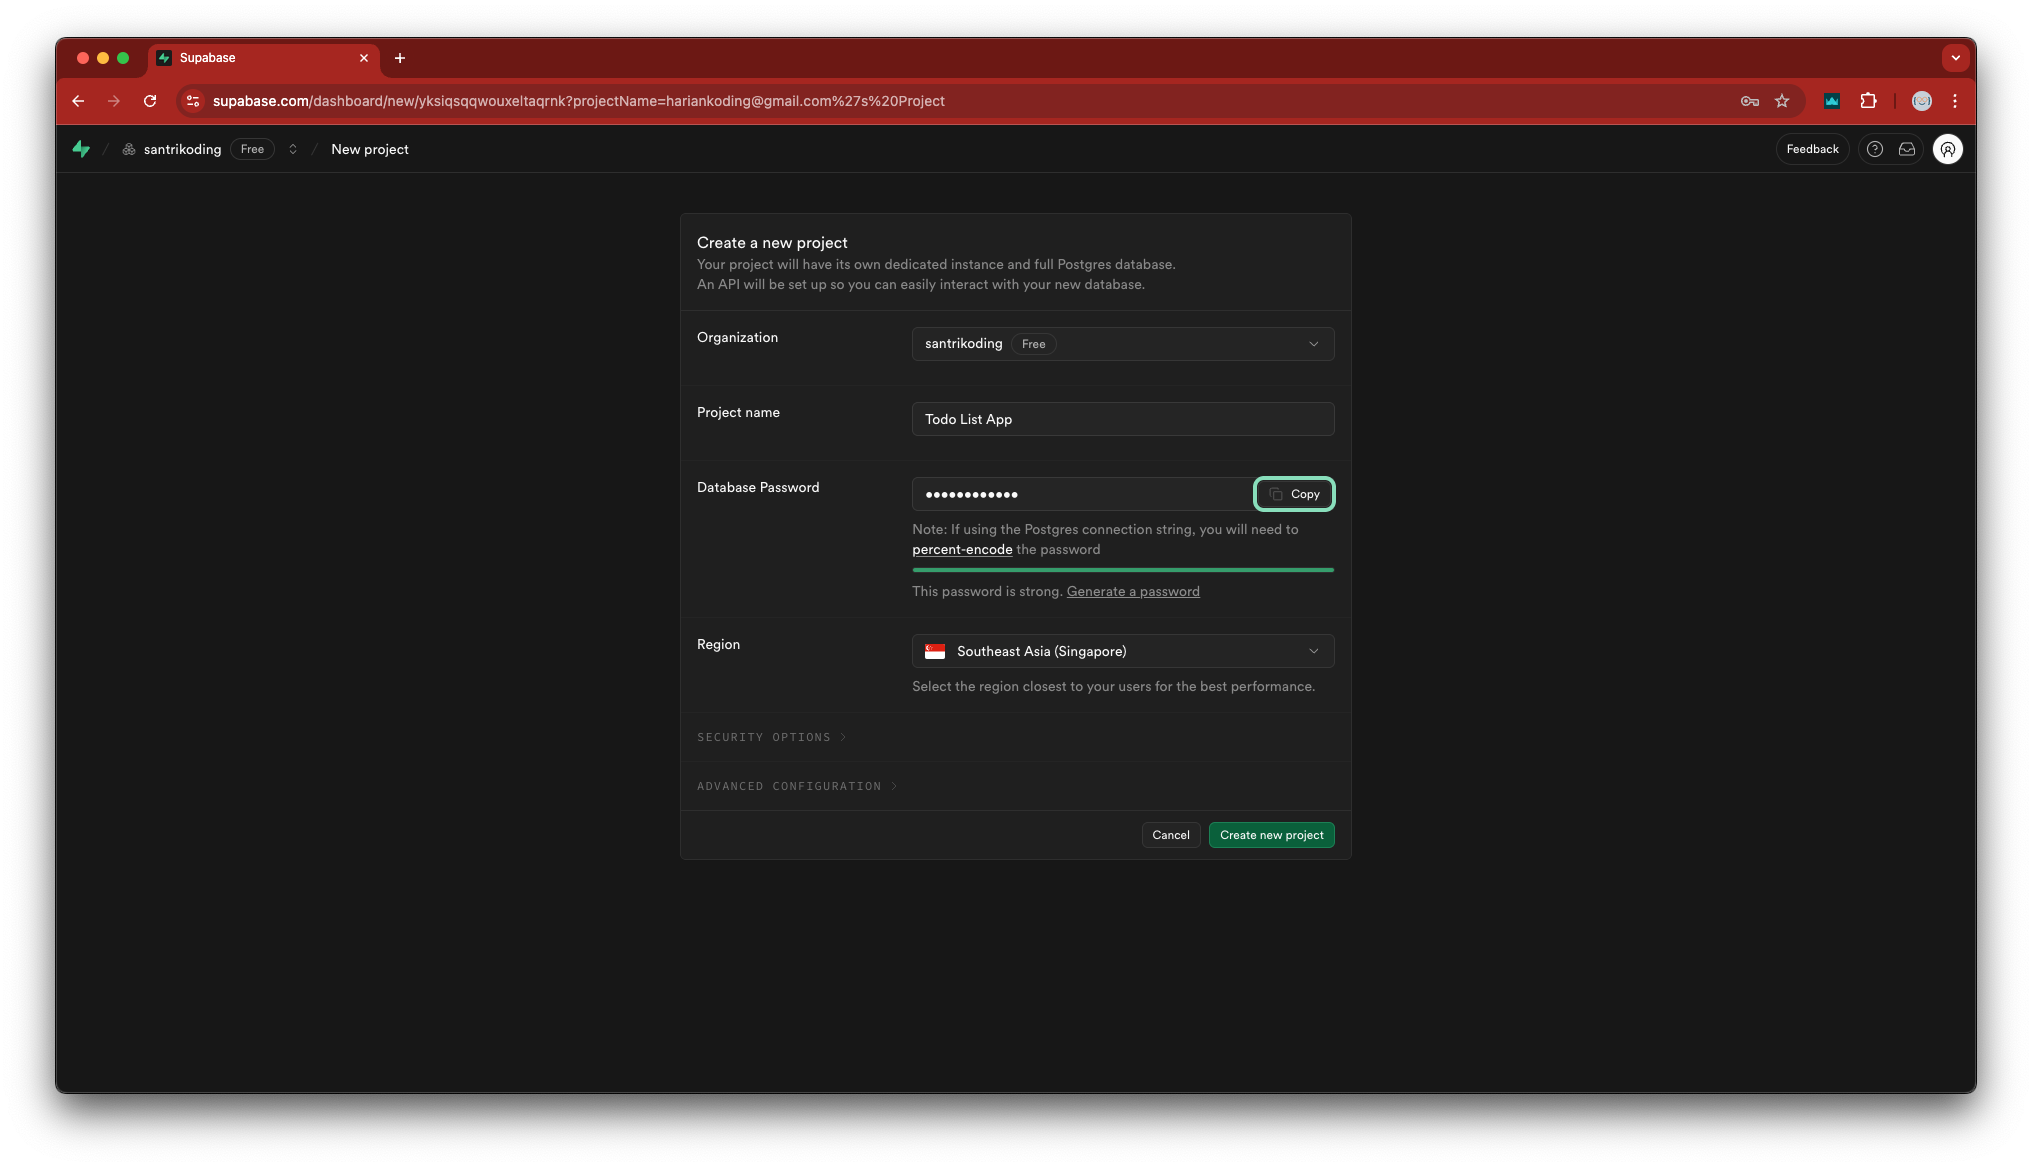 Supabase
supabase.com/dashboard/new/yksiqsqqwouxeltaqrnk?projectName=hariankoding@gmail.com%27s%20Project
santrikoding Free / New project
Feedback
Create a new project
Your project will have its own dedicated instance and full Postgres database.
An API will be set up so you can easily interact with your new database.
Organization
santrikoding Free
Project name
Todo List App
Database Password
•••••••••••• Copy
Note: If using the Postgres connection string, you will need to
percent-encode the password
This password is strong. Generate a password
Region
Southeast Asia (Singapore)
Select the region closest to your users for the best performance.
SECURITY OPTIONS
ADVANCED CONFIGURATION
Cancel Create new project